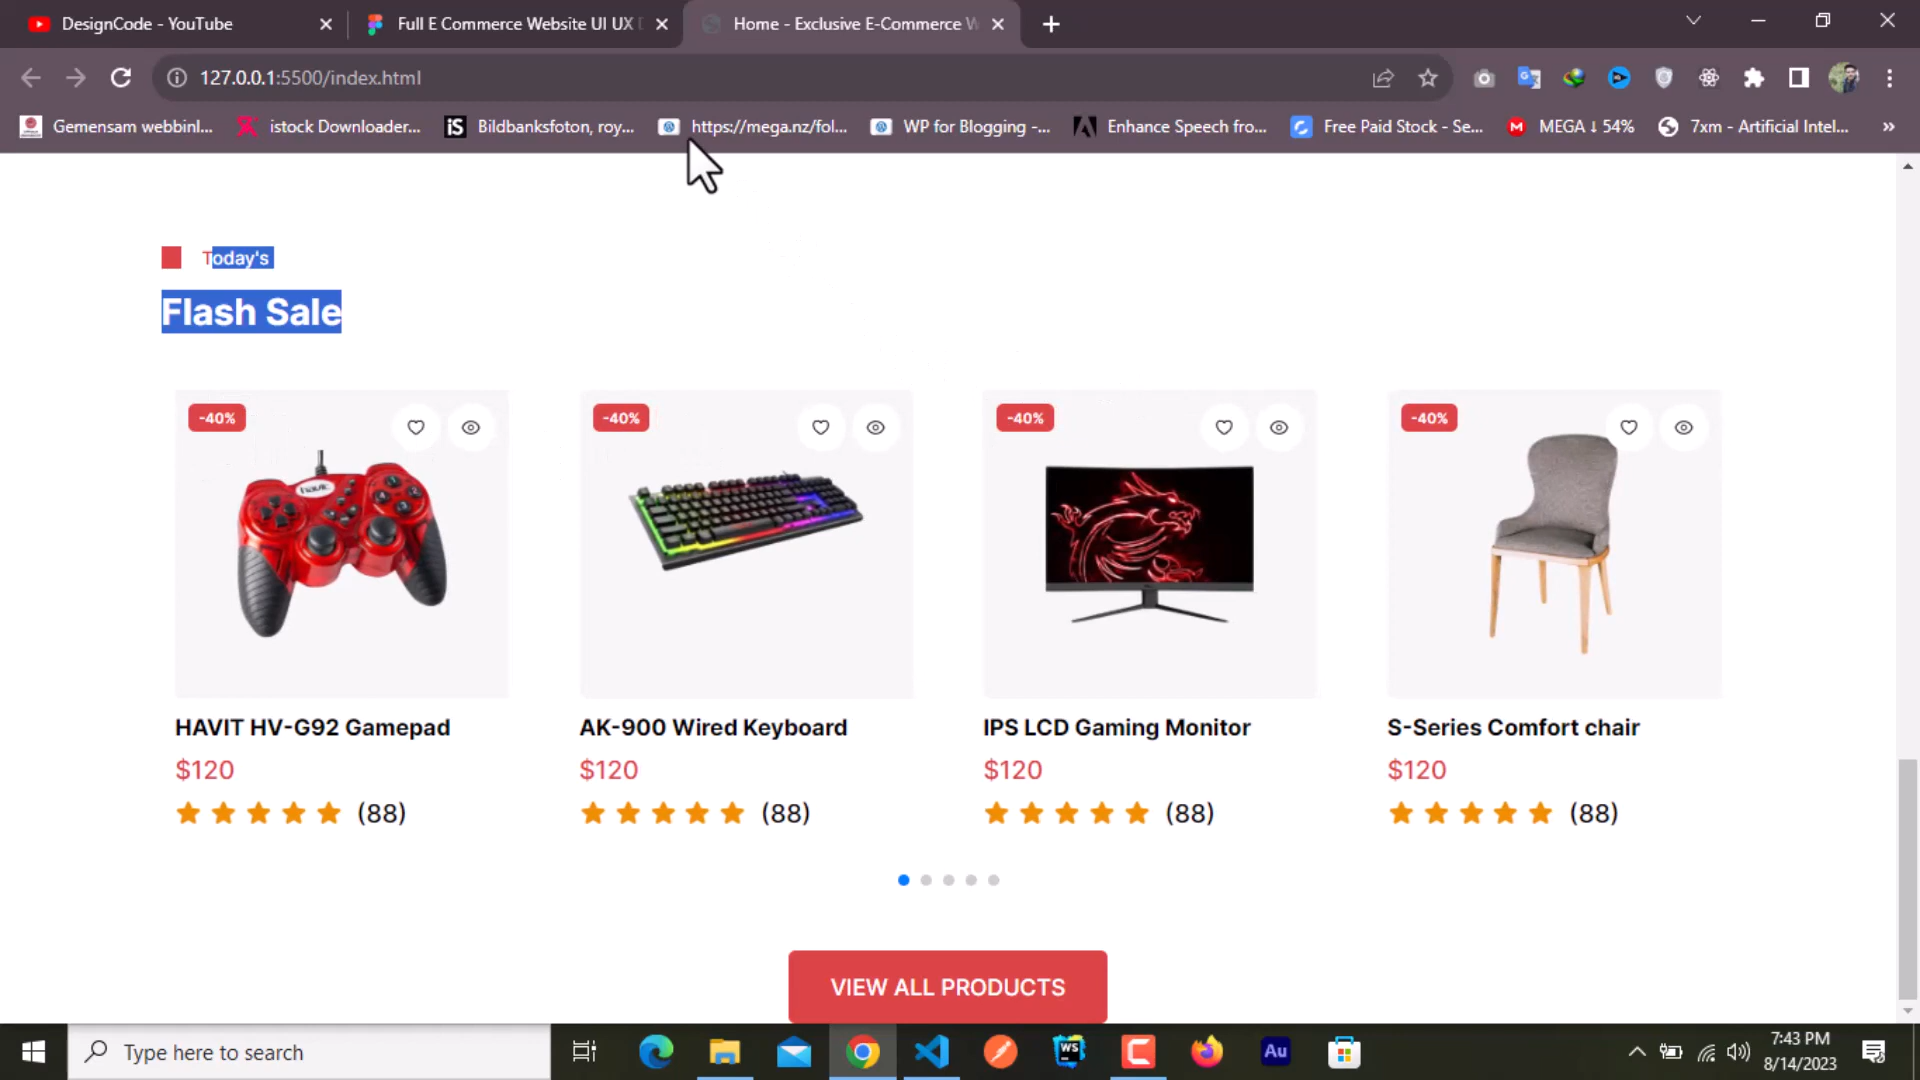 DesignCode - YouTube
Full E Commerce Website UI UX D
Home - Exclusive E-Commerce W
127.0.0.1:5500/index.html
Gemensam webbinl...
istock Downloader...
iS
Bildbanksfoton, roy...
https://mega.nz/fol...
WP for Blogging -...
Enhance Speech fro...
Free Paid Stock - Se...
M
MEGA ↓ 54%
7xm - Artificial Intel...
»
Today's
Flash Sale
-40%
-40%
-40%
-40%
havit
HAVIT HV-G92 Gamepad
AK-900 Wired Keyboard
IPS LCD Gaming Monitor
S-Series Comfort chair
$120
$120
$120
$120
(88)
(88)
(88)
(88)
VIEW ALL PRODUCTS
Type here to search
WS
Au
7:43 PM
8/14/2023